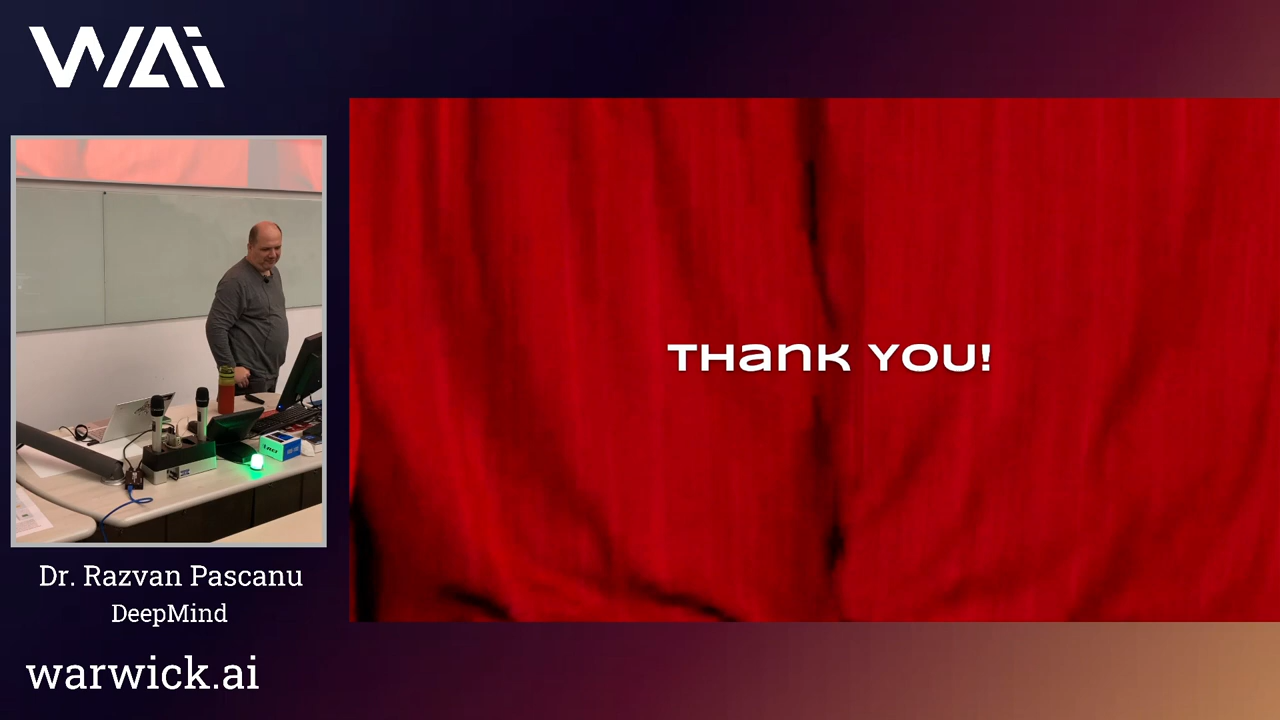 WAi
THANK YOU!
Dr. Razvan Pascanu
DeepMind
warwick.ai